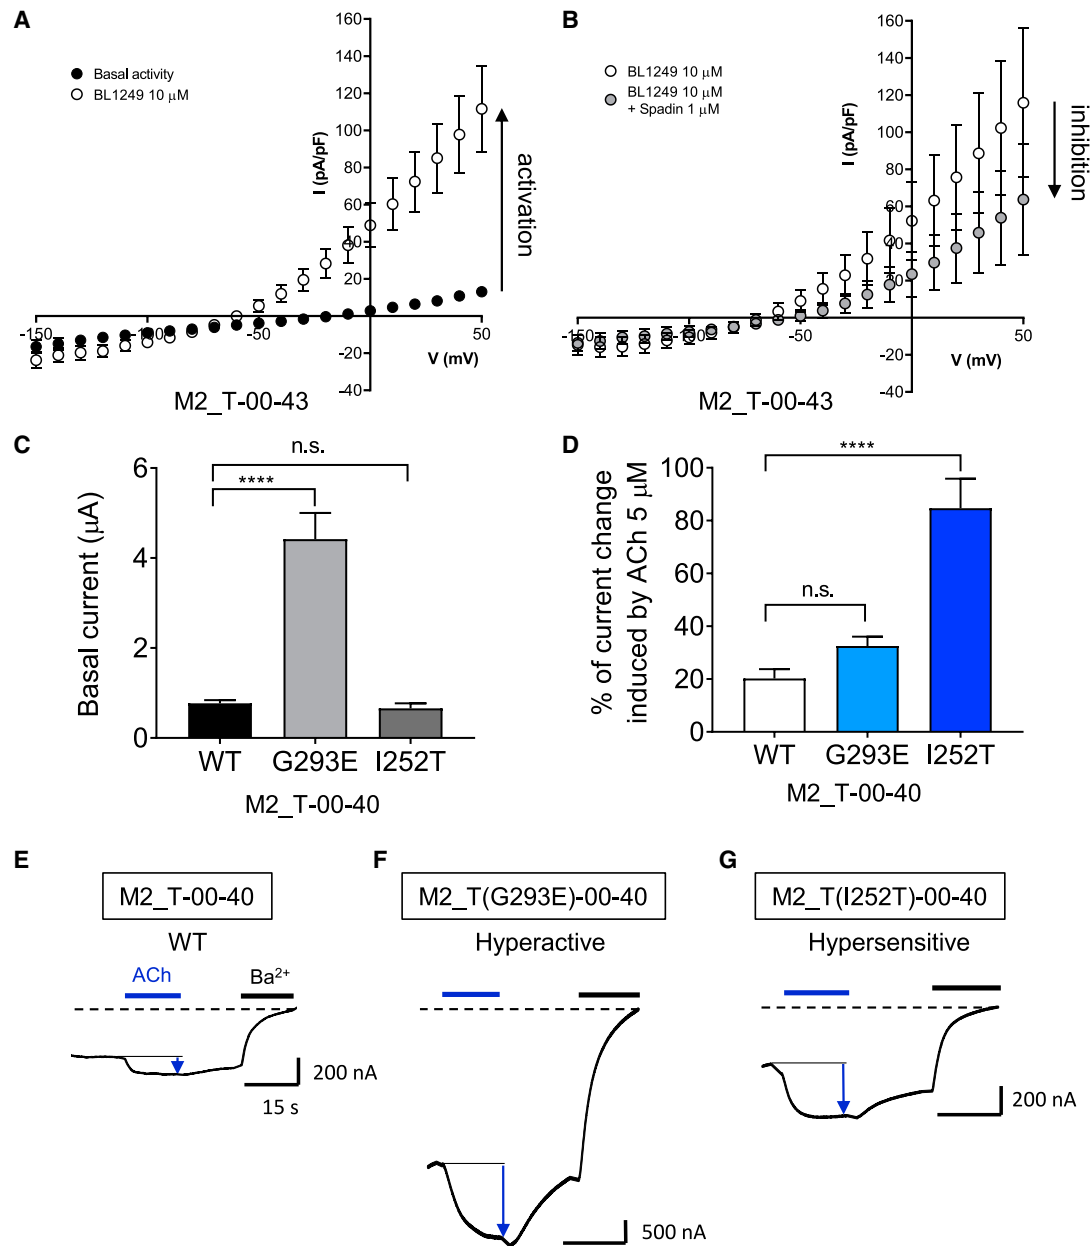 A
160
140
120
100
80
60
40
20
0
-20
-40
-150
-100
-50
50
I (pA/pF)
V (mV)
Basal activity
BL1249 10 μM
activation
M2_T-00-43
B
160
140
120
100
80
60
40
20
0
-20
-40
-150
-100
-50
50
I (pA/pF)
V (mV)
BL1249 10 μM
BL1249 10 μM
+ Spadin 1 μM
inhibition
M2_T-00-43
C
Basal current (μA)
6
4
2
0
n.s.
****
WT G293E I252T
M2_T-00-40
D
% of current change
induced by ACh 5 μM
100
80
60
40
20
0
****
n.s.
WT G293E I252T
M2_T-00-40
E
M2_T-00-40
WT
ACh Ba2+
200 nA
15 s
F
M2_T(G293E)-00-40
Hyperactive
500 nA
G
M2_T(I252T)-00-40
Hypersensitive
200 nA